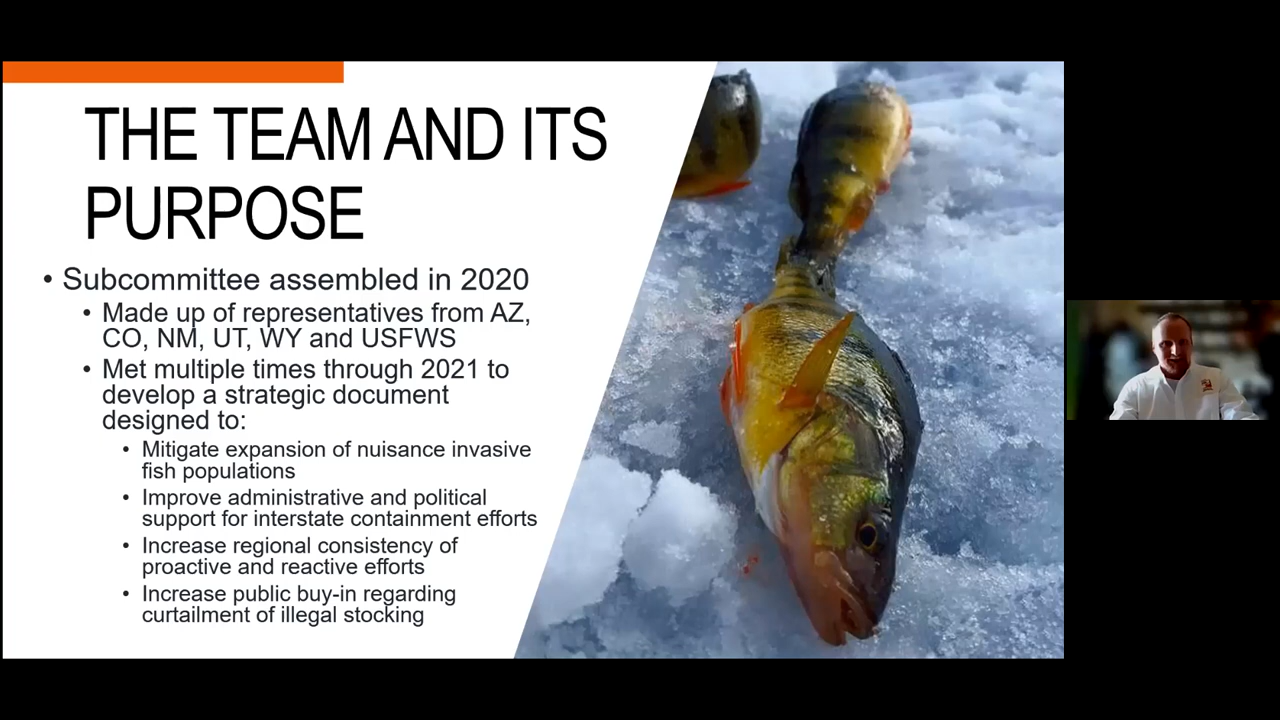 THE TEAM AND ITS
PURPOSE
• Subcommittee assembled in 2020
• Made up of representatives from AZ,
CO, NM, UT, WY and USFWS
• Met multiple times through 2021 to
develop a strategic document
designed to:
• Mitigate expansion of nuisance invasive
fish populations
• Improve administrative and political
support for interstate containment efforts
• Increase regional consistency of
proactive and reactive efforts
• Increase public buy-in regarding
curtailment of illegal stocking